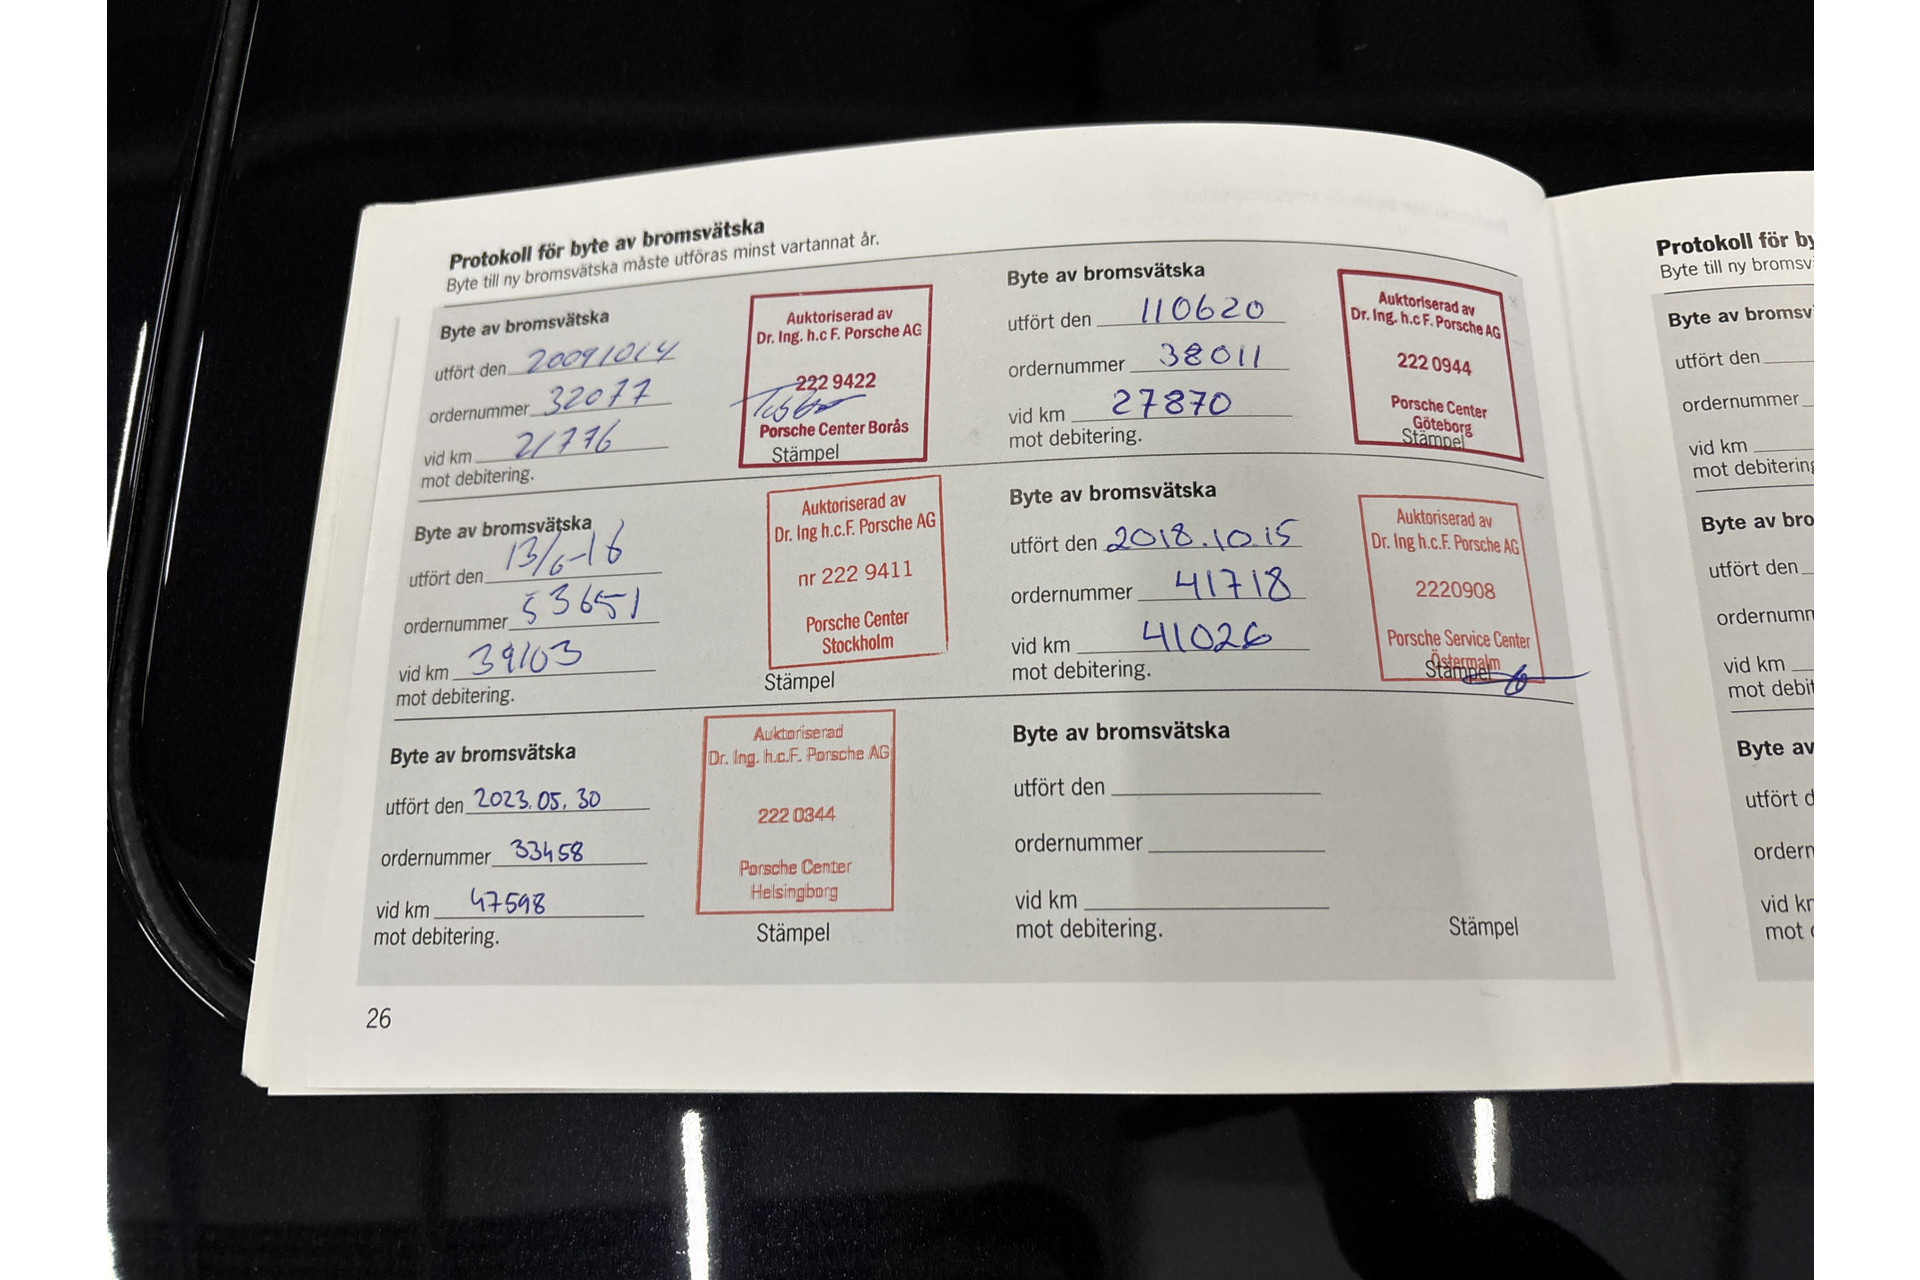 Protokoll för byte av bromsvätska
Byte till ny bromsvätska måste utföras minst vartannat år.
Byte av bromsvätska
utfört den 20091014
ordernummer 32077
vid km 21776
mot debitering.
Auktoriserad av
Dr. Ing. h.c F. Porsche AG
222 9422
Porsche Center Borås
Stämpel
Byte av bromsvätska
utfört den 110620
ordernummer 38011
vid km 27870
mot debitering.
Auktoriserad av
Dr. Ing. h.c F. Porsche AG
222 0944
Porsche Center
Göteborg
Stämpel
Byte av bromsvätska
utfört den 13/6-16
ordernummer 53651
vid km 39103
mot debitering.
Auktoriserad av
Dr. Ing h.c.F. Porsche AG
nr 222 9411
Porsche Center
Stockholm
Stämpel
Byte av bromsvätska
utfört den 2018.10.15
ordernummer 41718
vid km 41026
mot debitering.
Auktoriserad av
Dr. Ing h.c.F. Porsche AG
2220908
Porsche Service Center
Östermalm
Stämpel
Byte av bromsvätska
utfört den 2023.05.30
ordernummer 33458
vid km 47598
mot debitering.
Auktoriserad
Dr. Ing. h.c.F. Porsche AG
222 0344
Porsche Center
Helsingborg
Stämpel
Byte av bromsvätska
utfört den
ordernummer
vid km
mot debitering.
Stämpel
26
Protokoll för by
Byte till ny bromsv
Byte av bromsv
utfört den
ordernummer
vid km
mot debitering
Byte av bro
utfört den
ordernumm
vid km
mot debit
Byte av
utfört d
ordern
vid kr
mot d